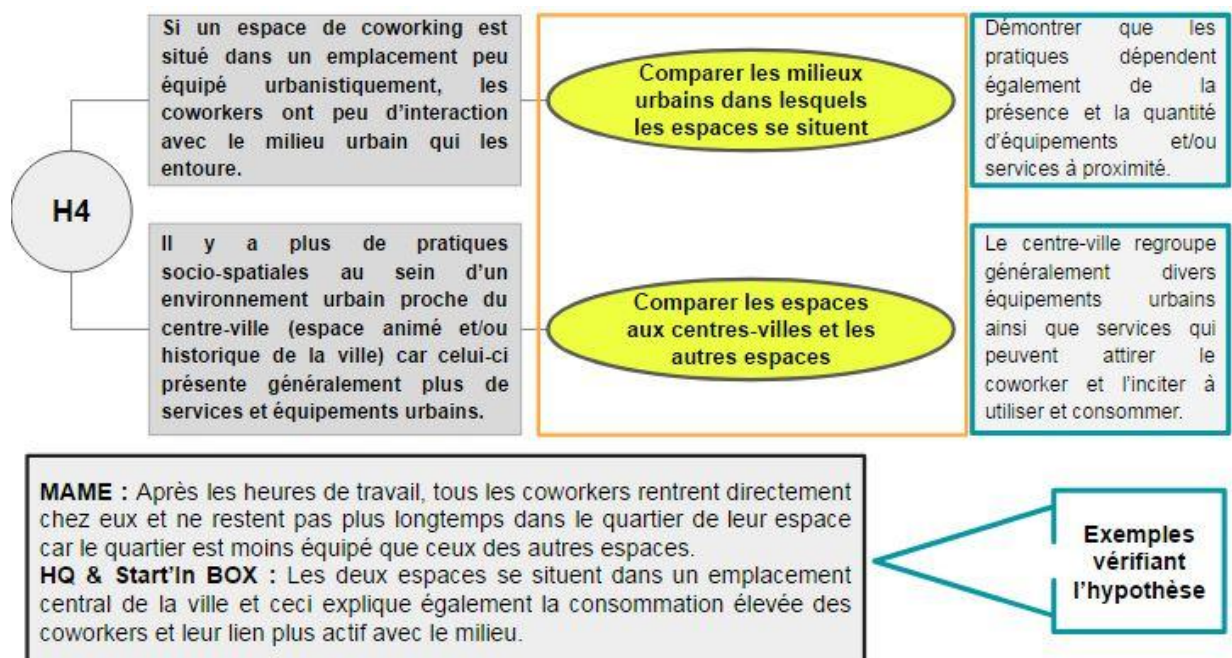 Si un espace de coworking est
situé dans un emplacement peu
équipé urbanistiquement, les
coworkers ont peu d'interaction
avec le milieu urbain qui les
entoure.
Comparer les milieux
urbains dans lesquels
les espaces se situent
Démontrer que les
pratiques dépendent
également de la
présence et la quantité
d'équipements et/ou
services à proximité.
H4
Il y a plus de pratiques
socio-spatiales au sein d'un
environnement urbain proche du
centre-ville (espace animé et/ou
historique de la ville) car celui-ci
présente généralement plus de
services et équipements urbains.
Comparer les espaces
aux centres-villes et les
autres espaces
Le centre-ville regroupe
généralement divers
équipements urbains
ainsi que services qui
peuvent attirer le
coworker et l'inciter à
utiliser et consommer.
MAME : Après les heures de travail, tous les coworkers rentrent directement
chez eux et ne restent pas plus longtemps dans le quartier de leur espace
car le quartier est moins équipé que ceux des autres espaces.
HQ & Start'In BOX : Les deux espaces se situent dans un emplacement
central de la ville et ceci explique également la consommation élevée des
coworkers et leur lien plus actif avec le milieu.
Exemples
vérifiant
l'hypothèse